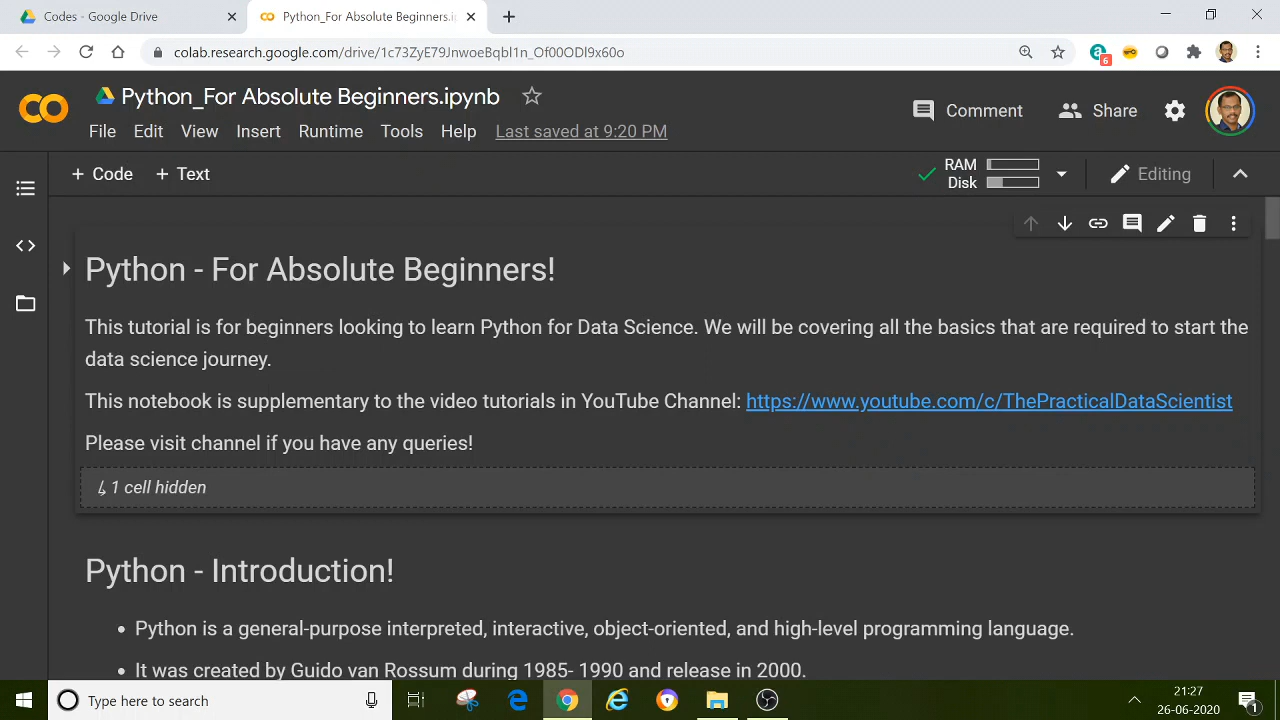 Codes - Google Drive
Python_For Absolute Beginners.ip
colab.research.google.com/drive/1c73ZyE79JnwoeBqbI1n_Of00ODl9x60o
6
Python_For Absolute Beginners.ipynb
File Edit View Insert Runtime Tools Help Last saved at 9:20 PM
Comment Share
+ Code + Text
RAM
Disk
Editing
Python - For Absolute Beginners!
This tutorial is for beginners looking to learn Python for Data Science. We will be covering all the basics that are required to start the
data science journey.
This notebook is supplementary to the video tutorials in YouTube Channel: https://www.youtube.com/c/ThePracticalDataScientist
Please visit channel if you have any queries!
↳ 1 cell hidden
Python - Introduction!
• Python is a general-purpose interpreted, interactive, object-oriented, and high-level programming language.
• It was created by Guido van Rossum during 1985- 1990 and release in 2000.
Type here to search
21:27
26-06-2020
1